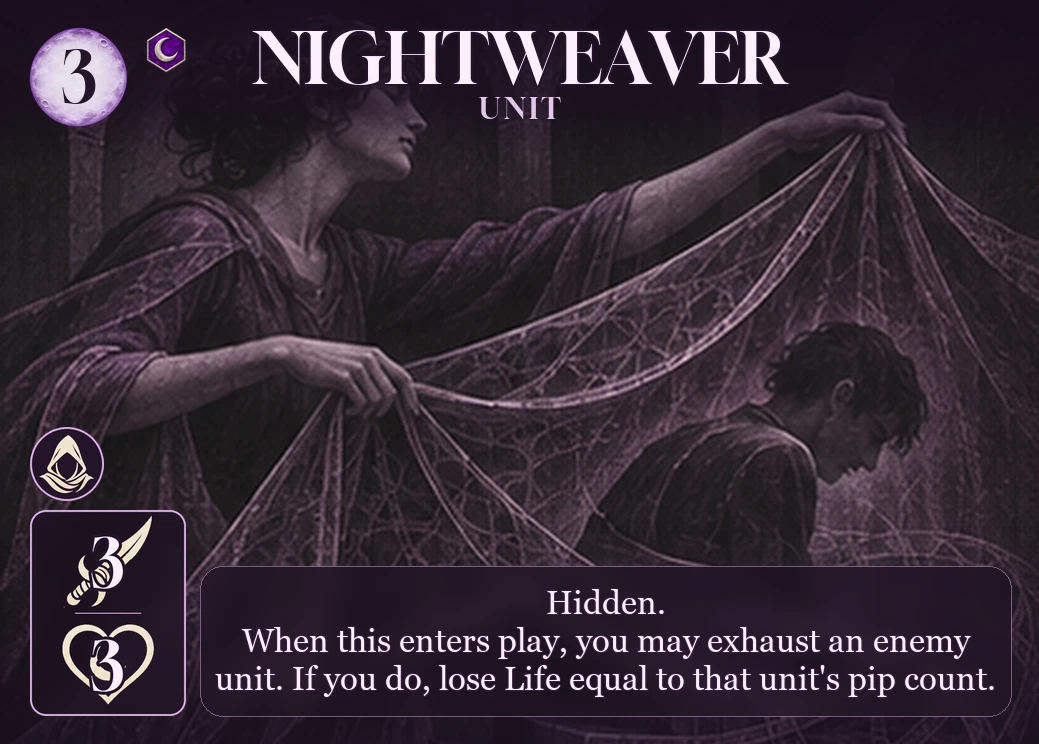 3
NIGHTWEAVER
UNIT
3
3
Hidden.
When this enters play, you may exhaust an enemy
unit. If you do, lose Life equal to that unit's pip count.